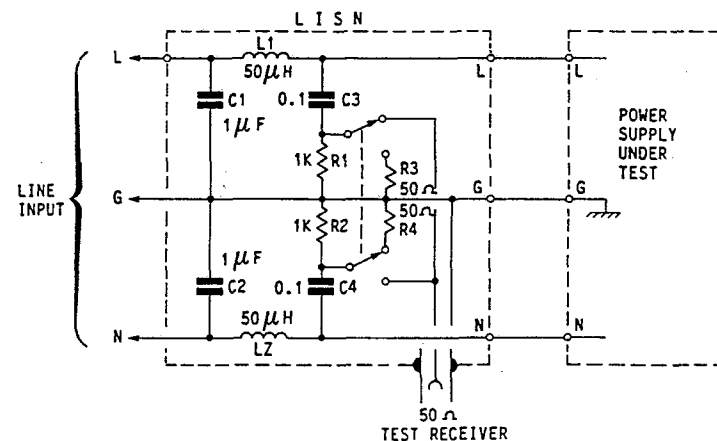 L I S N
L
L1
50μH
C1
1μF
0.1
C3
L
L
1K
R1
R3
50Ω
LINE
INPUT
G
G
G
50Ω
1K
R2
R4
1μF
C2
0.1
C4
50μH
N
LZ
N
N
POWER
SUPPLY
UNDER
TEST
50Ω
TEST RECEIVER